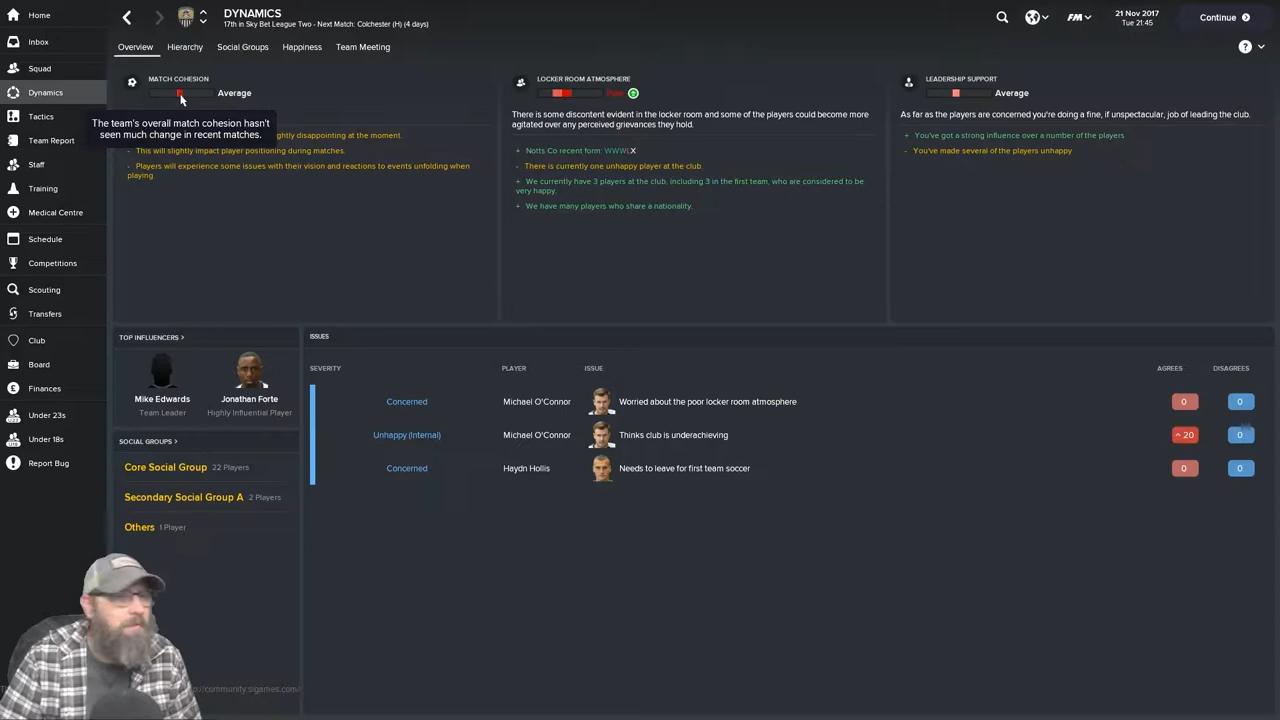 Home
Inbox
Squad
Dynamics
Tactics
Team Report
Staff
Training
Medical Centre
Schedule
Competitions
Scouting
Transfers
Club
Board
Finances
Under 23s
Under 18s
Report Bug
DYNAMICS
17th in Sky Bet League Two - Next Match: Colchester (H) (4 days)
FM
21 Nov 2017
Tue 21:45
Continue
Overview
Hierarchy
Social Groups
Happiness
Team Meeting
?
MATCH COHESION
Average
The team's overall match cohesion hasn't
seen much change in recent matches.
ghtly disappointing at the moment.
- This will slightly impact player positioning during matches.
- Players will experience some issues with their vision and reactions to events unfolding when
playing.
LOCKER ROOM ATMOSPHERE
Poor
There is some discontent evident in the locker room and some of the players could become more
agitated over any perceived grievances they hold.
+ Notts Co recent form: WWWLX
- There is currently one unhappy player at the club.
+ We currently have 3 players at the club, including 3 in the first team, who are considered to be
very happy.
+ We have many players who share a nationality.
LEADERSHIP SUPPORT
Average
As far as the players are concerned you're doing a fine, if unspectacular, job of leading the club.
+ You've got a strong influence over a number of the players
- You've made several of the players unhappy
TOP INFLUENCERS >
Mike Edwards
Team Leader
Jonathan Forte
Highly Influential Player
SOCIAL GROUPS >
Core Social Group 22 Players
Secondary Social Group A 2 Players
Others 1 Player
ISSUES
SEVERITY PLAYER ISSUE AGREES DISAGREES
Concerned Michael O'Connor Worried about the poor locker room atmosphere 0 0
Unhappy (Internal) Michael O'Connor Thinks club is underachieving 20 0
Concerned Haydn Hollis Needs to leave for first team soccer 0 0
://community.sigames.com/